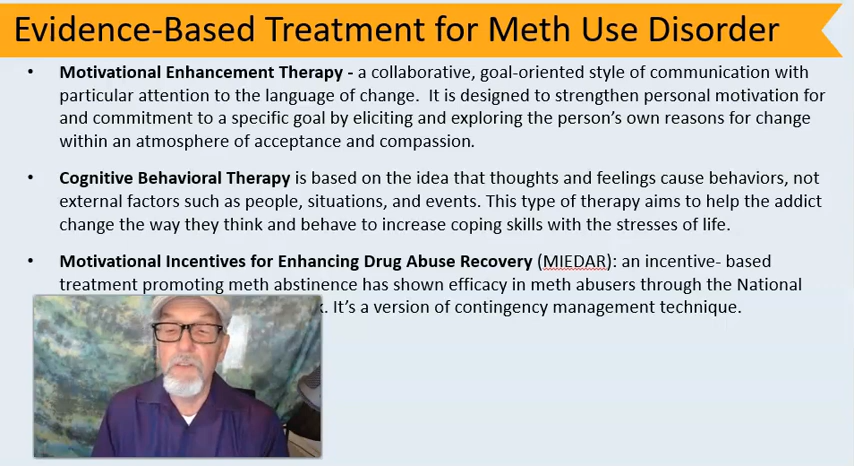 Evidence-Based Treatment for Meth Use Disorder
• Motivational Enhancement Therapy - a collaborative, goal-oriented style of communication with
particular attention to the language of change. It is designed to strengthen personal motivation for
and commitment to a specific goal by eliciting and exploring the person's own reasons for change
within an atmosphere of acceptance and compassion.
• Cognitive Behavioral Therapy is based on the idea that thoughts and feelings cause behaviors, not
external factors such as people, situations, and events. This type of therapy aims to help the addict
change the way they think and behave to increase coping skills with the stresses of life.
• Motivational Incentives for Enhancing Drug Abuse Recovery (MIEDAR): an incentive- based
treatment promoting meth abstinence has shown efficacy in meth abusers through the National
. It's a version of contingency management technique.